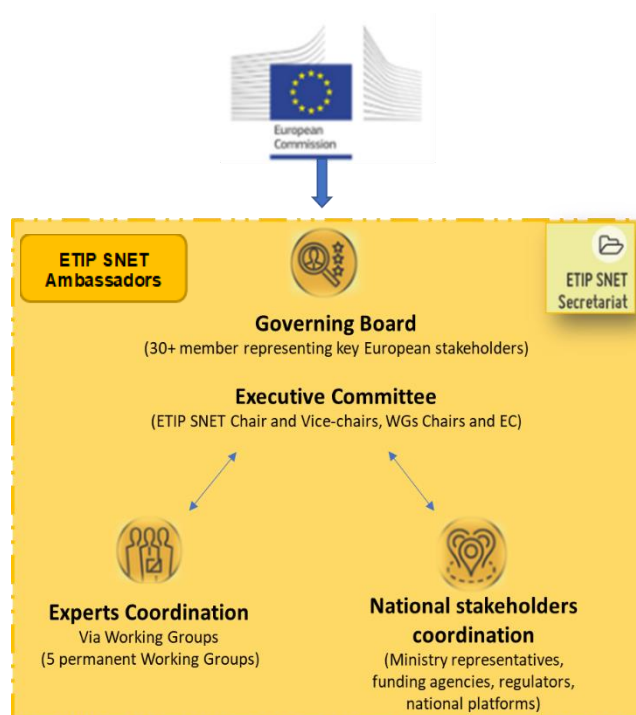 European
Commission
ETIP SNET
Ambassadors
ETIP SNET
Secretariat
Governing Board
(30+ member representing key European stakeholders)
Executive Committee
(ETIP SNET Chair and Vice-chairs, WGs Chairs and EC)
Experts Coordination
Via Working Groups
(5 permanent Working Groups)
National stakeholders
coordination
(Ministry representatives,
funding agencies, regulators,
national platforms)